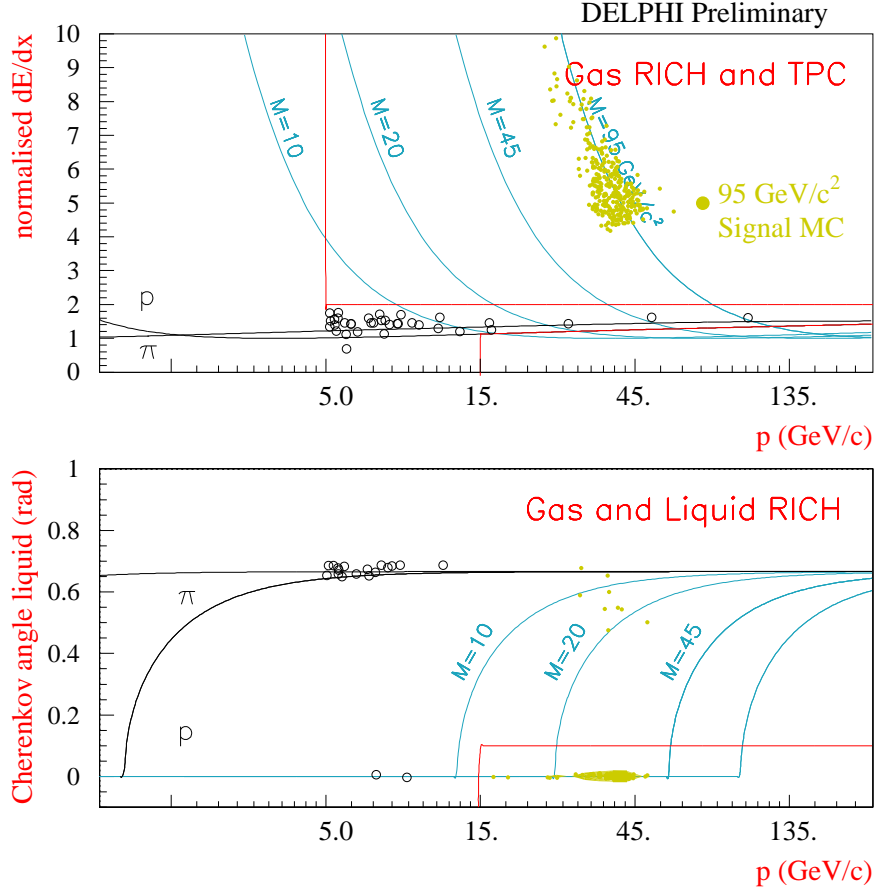 DELPHI Preliminary
normalised dE/dx
10
9
8
7
6
5
4
3
2
1
0
Gas RICH and TPC
M=10
M=20
M=45
M=95 GeV/c²
95 GeV/c²
Signal MC
p
π
5.0
15.
45.
135.
p (GeV/c)
Cherenkov angle liquid (rad)
1
0.8
0.6
0.4
0.2
0
Gas and Liquid RICH
π
p
M=10
M=20
M=45
5.0
15.
45.
135.
p (GeV/c)